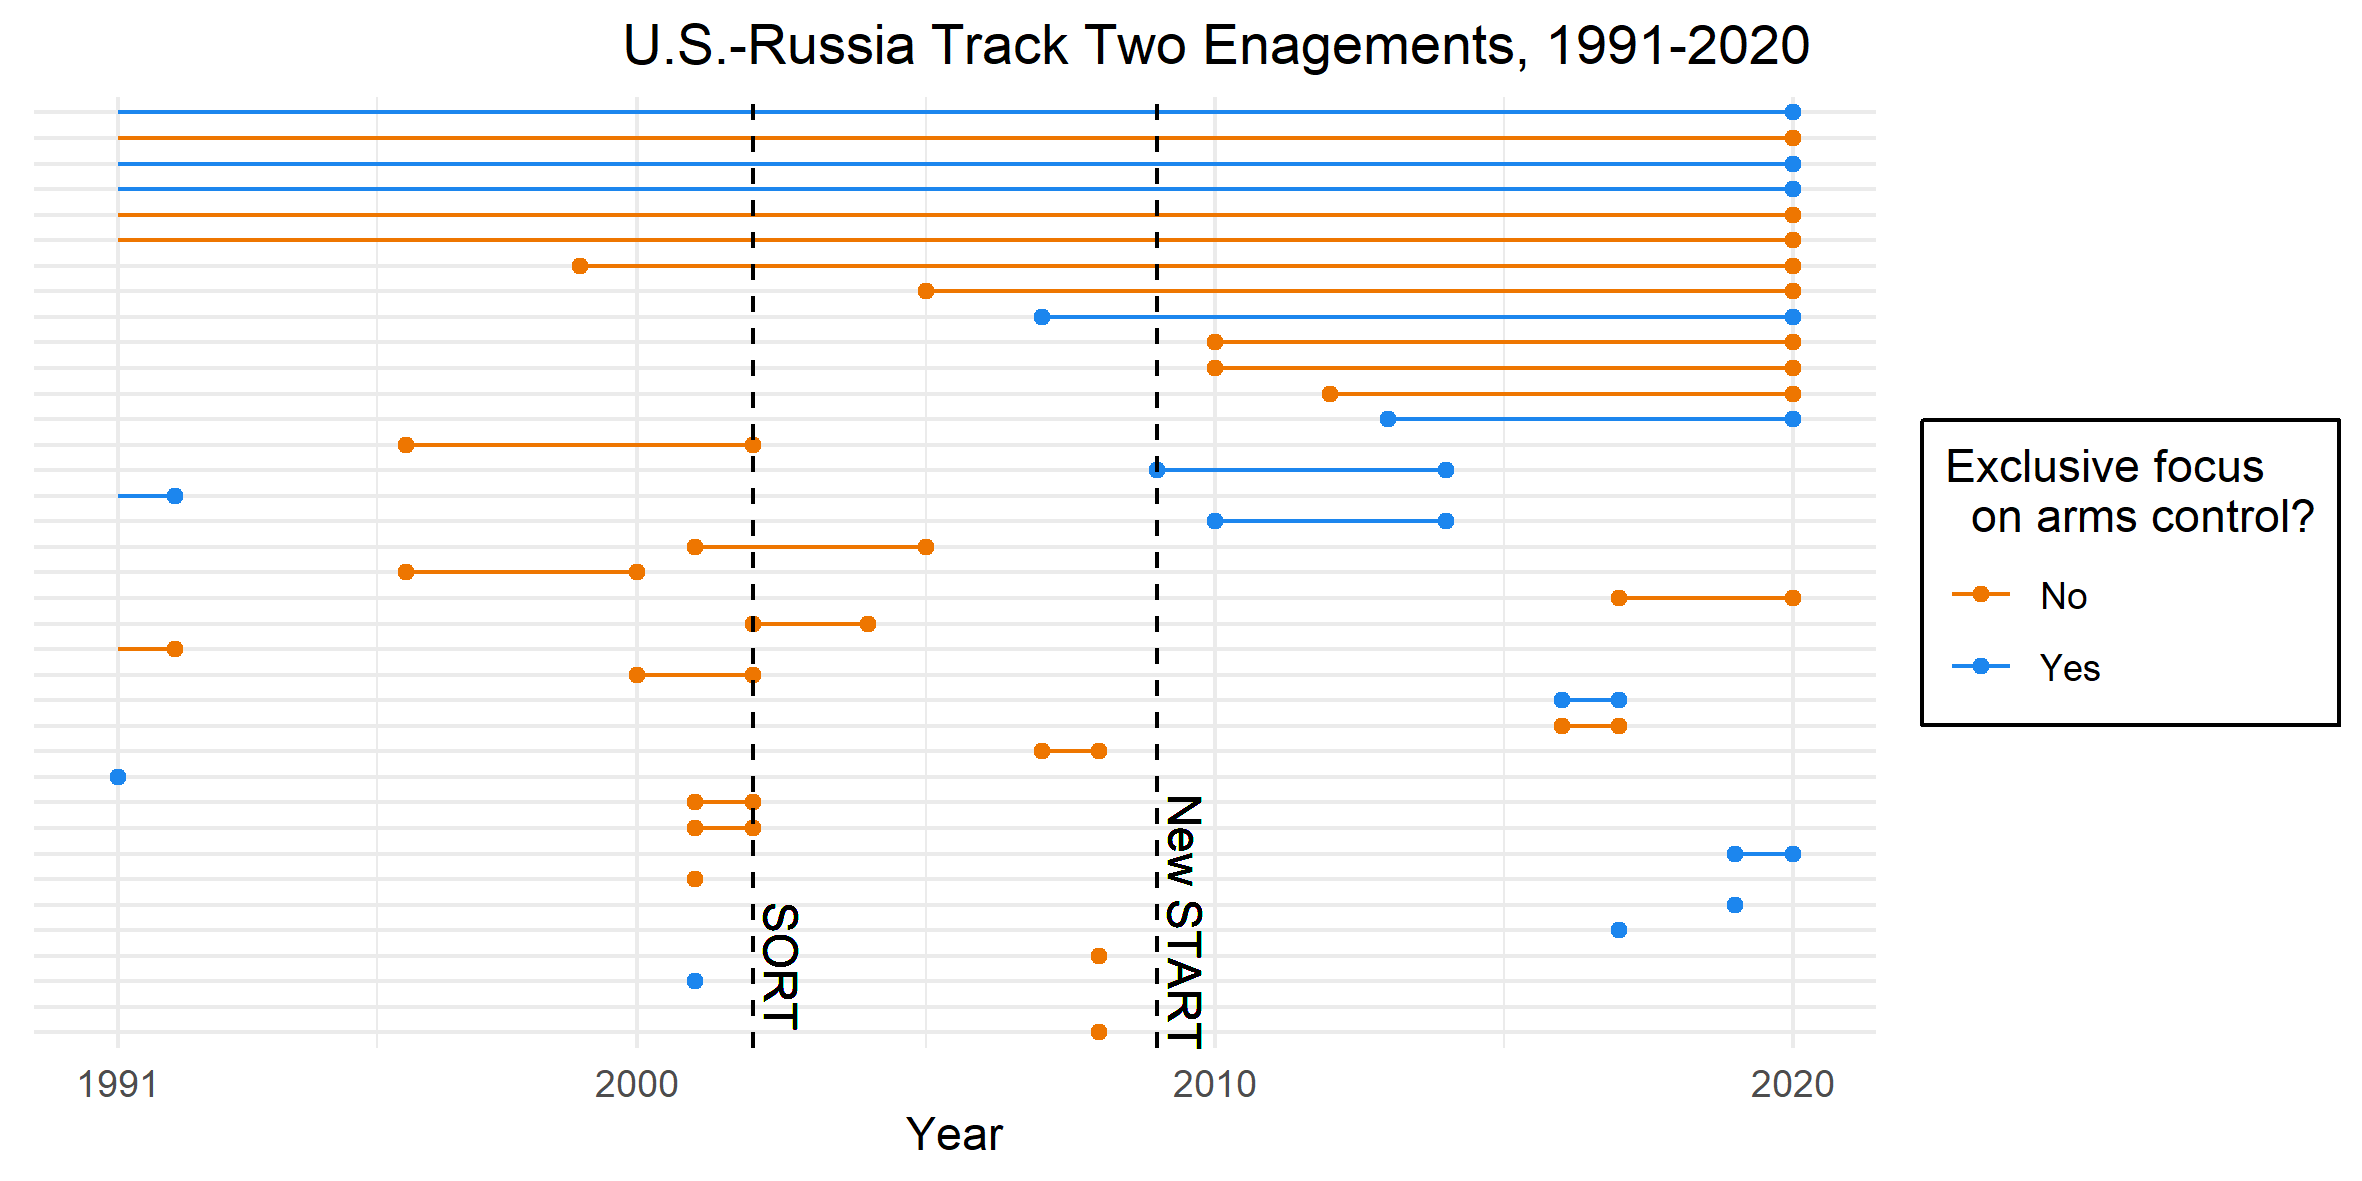 U.S.-Russia Track Two Enagements, 1991-2020
Exclusive focus
on arms control?
No
Yes
New START
SORT
1991
2000
2010
2020
Year